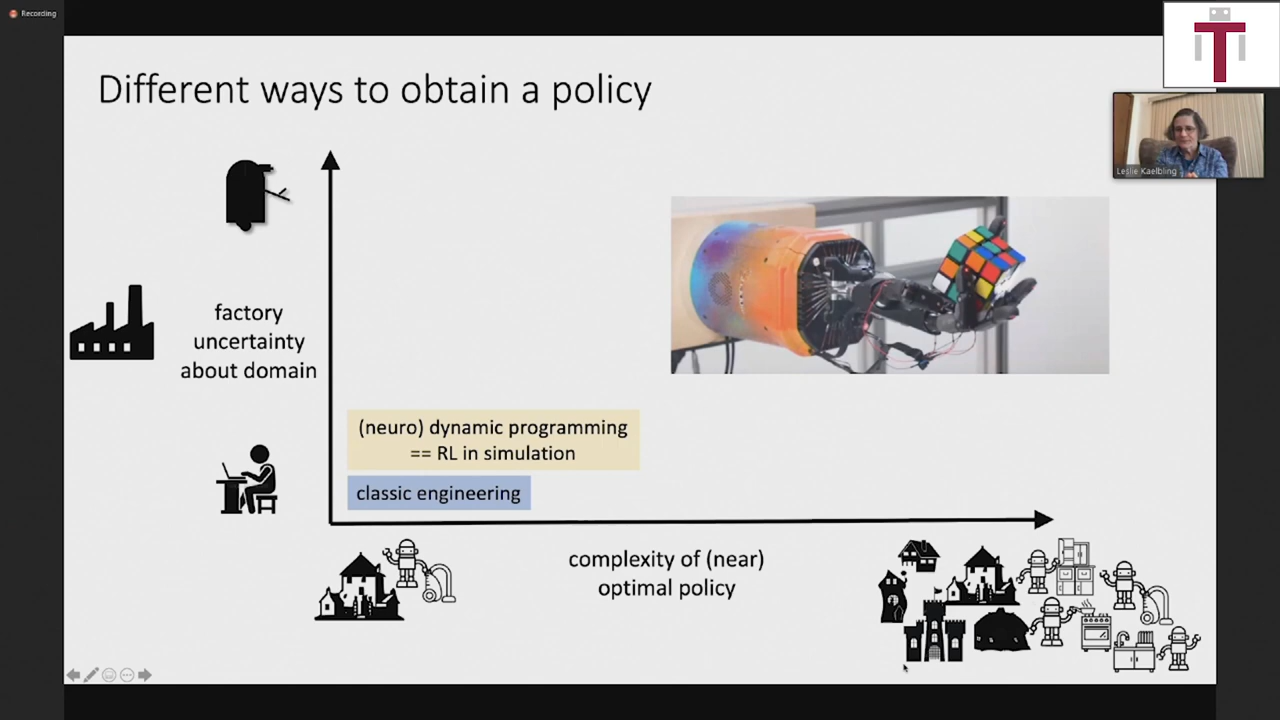 Recording
Different ways to obtain a policy
Leslie Kaelbling
factory
uncertainty
about domain
(neuro) dynamic programming
== RL in simulation
classic engineering
complexity of (near)
optimal policy